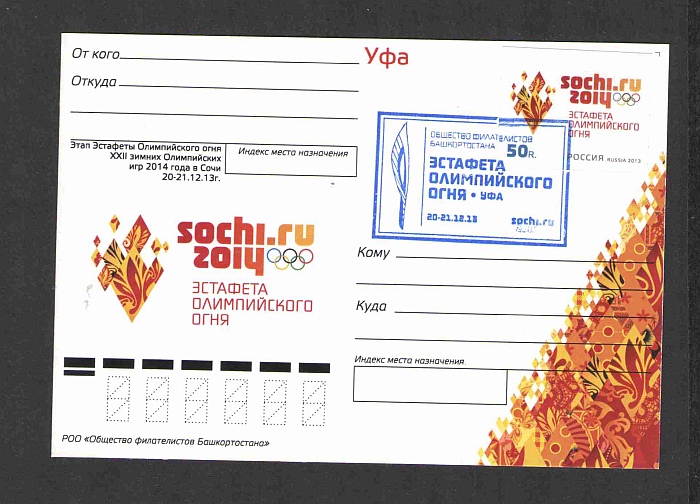 От кого
Уфа
Откуда
Этап Эстафеты Олимпийского огня
XXII зимних Олимпийских
игр 2014 года в Сочи
20-21.12.13г.
Индекс места назначения
sochi.ru
2014
ЭСТАФЕТА
ОЛИМПИЙСКОГО
ОГНЯ
РОССИЯ RUSSIA 2013
ОБЩЕСТВО ФИЛАТЕЛИСТОВ
БАШКОРТОСТАНА 50R.
ЭСТАФЕТА
ОЛИМПИЙСКОГО
ОГНЯ • УФА
20-21.12.13 sochi.ru
sochi.ru
2014
ЭСТАФЕТА
ОЛИМПИЙСКОГО
ОГНЯ
Кому
Куда
Индекс места назначения
РОО «Общество филателистов Башкортостана»